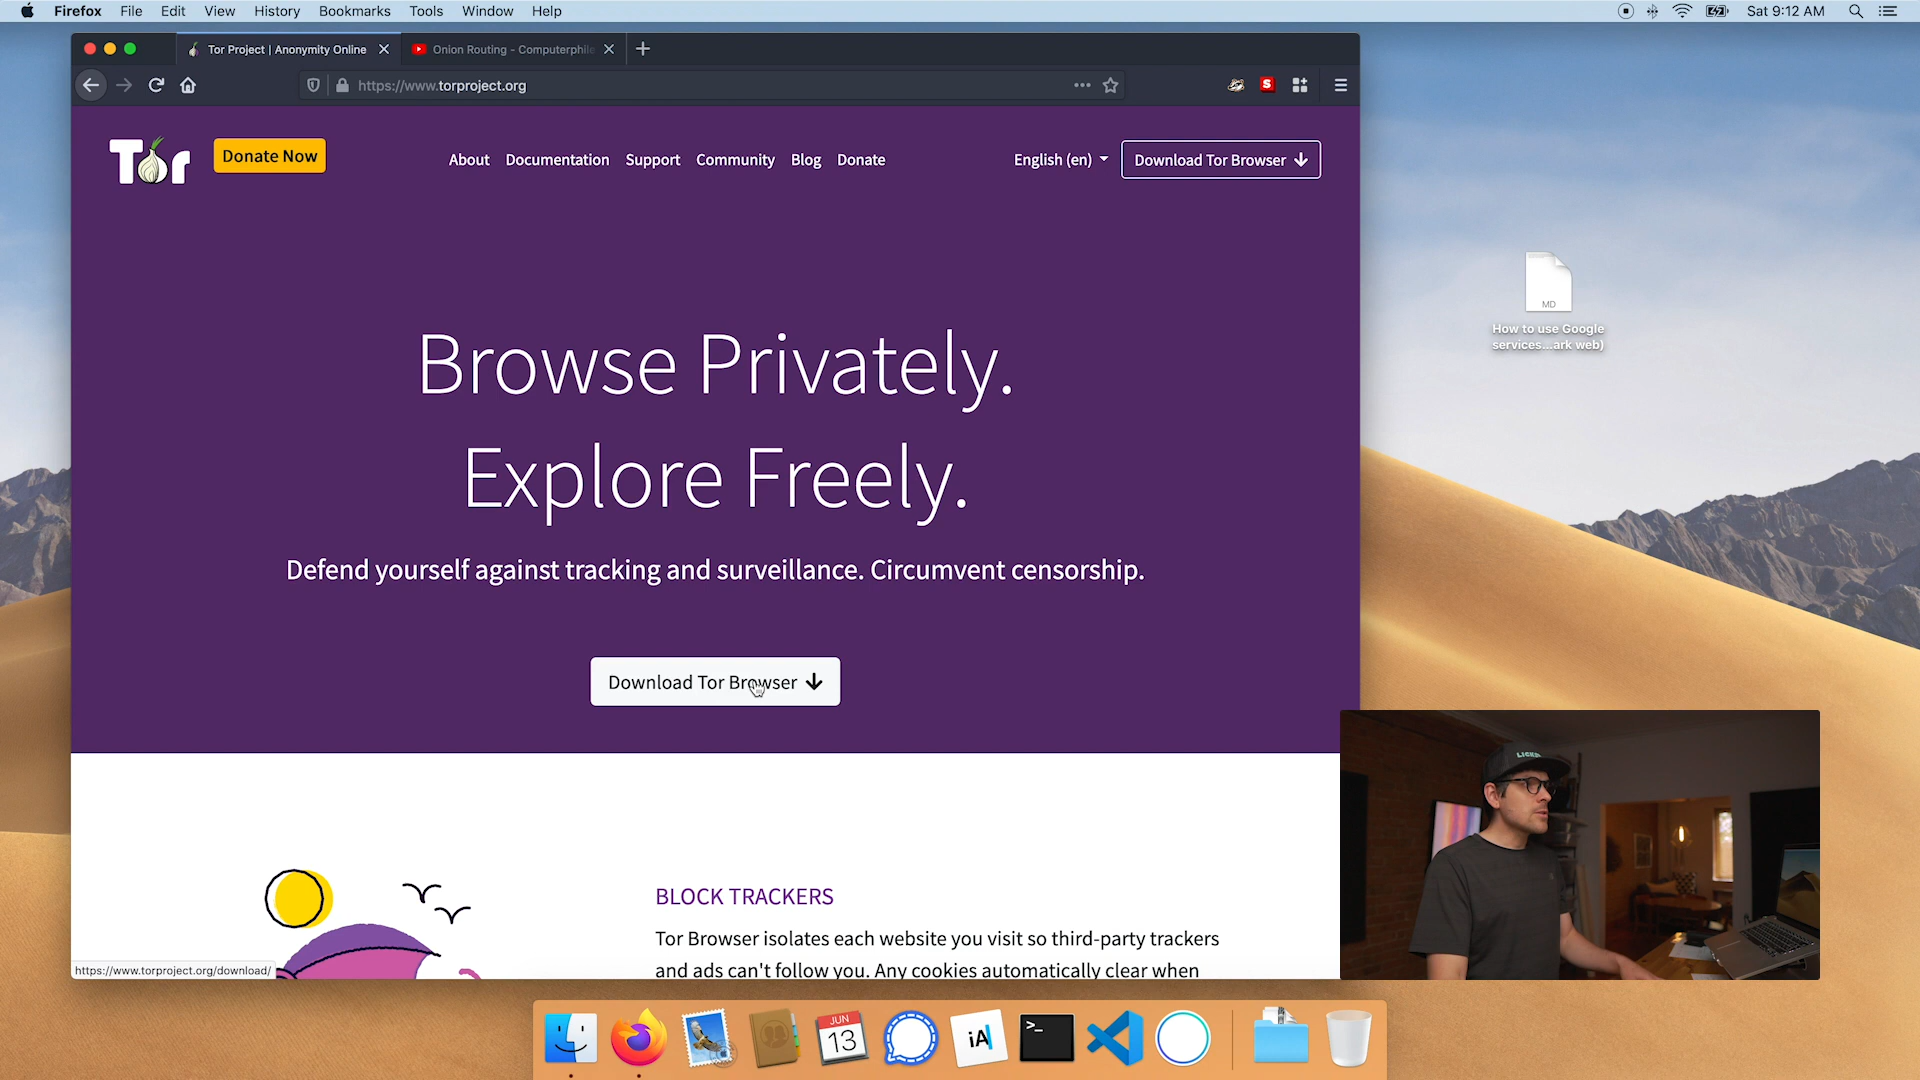 Firefox File Edit View History Bookmarks Tools Window Help
Sat 9:12 AM
Tor Project | Anonymity Online
Onion Routing - Computerphile
https://www.torproject.org
S
Tor
Donate Now
About Documentation Support Community Blog Donate
English (en)
Download Tor Browser
Browse Privately.
Explore Freely.
Defend yourself against tracking and surveillance. Circumvent censorship.
Download Tor Browser
BLOCK TRACKERS
Tor Browser isolates each website you visit so third-party trackers
and ads can't follow you. Any cookies automatically clear when
https://www.torproject.org/download/
MD
How to use Google
services...ark web)
JUN
13
iA
>_